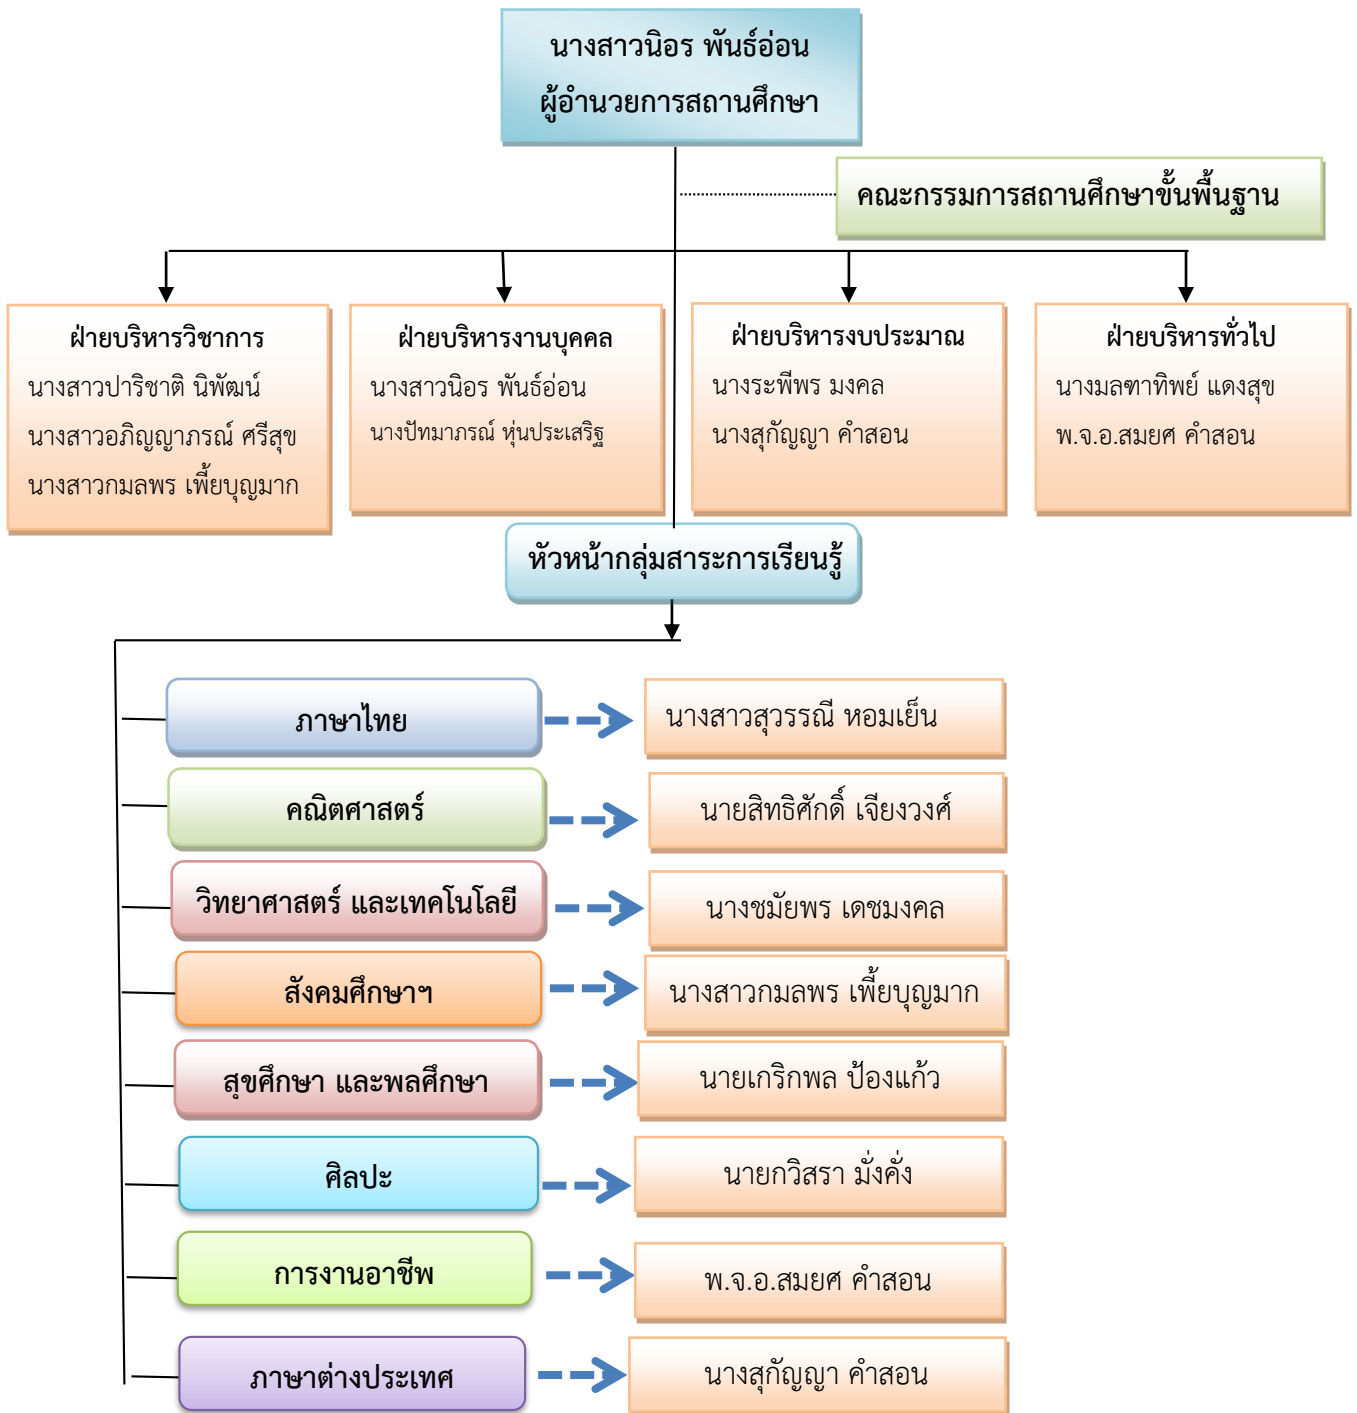 นางสาวนิอร พันธ์อ่อน
ผู้อำนวยการสถานศึกษา
คณะกรรมการสถานศึกษาขั้นพื้นฐาน
ฝ่ายบริหารวิชาการ
นางสาวปาริชาติ นิพัฒน์
นางสาวอภิญญาภรณ์ ศรีสุข
นางสาวกมลพร เพี้ยบุญมาก
ฝ่ายบริหารงานบุคคล
นางสาวนิอร พันธ์อ่อน
นางปัทมาภรณ์ หุ่นประเสริฐ
ฝ่ายบริหารงบประมาณ
นางระพีพร มงคล
นางสุกัญญา คำสอน
ฝ่ายบริหารทั่วไป
นางมลฑาทิพย์ แดงสุข
พ.จ.อ.สมยศ คำสอน
หัวหน้ากลุ่มสาระการเรียนรู้
ภาษาไทย
นางสาวสุวรรณี หอมเย็น
คณิตศาสตร์
นายสิทธิศักดิ์ เจียงวงศ์
วิทยาศาสตร์ และเทคโนโลยี
นางชมัยพร เดชมงคล
สังคมศึกษาฯ
นางสาวกมลพร เพี้ยบุญมาก
สุขศึกษา และพลศึกษา
นายเกริกพล ป้องแก้ว
ศิลปะ
นายกวิสรา มั่งคั่ง
การงานอาชีพ
พ.จ.อ.สมยศ คำสอน
ภาษาต่างประเทศ
นางสุกัญญา คำสอน